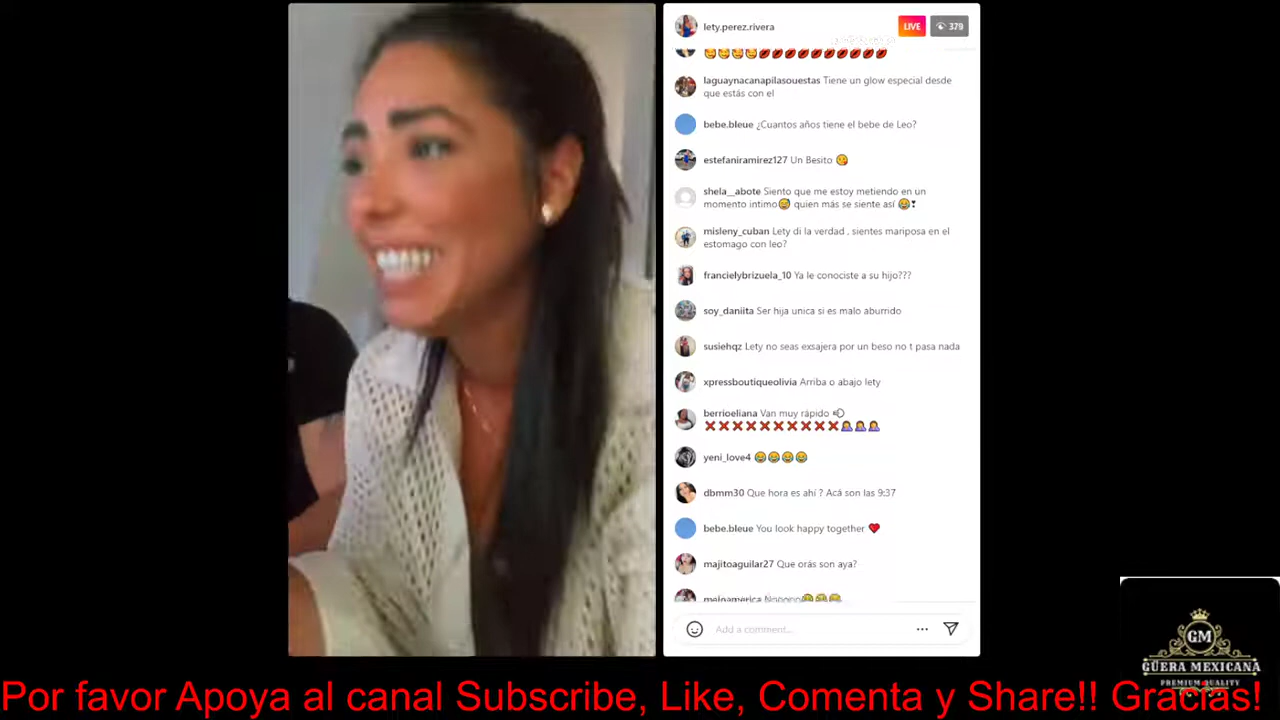 lety.perez.rivera
LIVE
379
laguaynacanapilasouestas Tiene un glow especial desde
que estás con el
bebe.bleue ¿Cuantos años tiene el bebe de Leo?
estefaniramirez127 Un Besito 😋
shela__abote Siento que me estoy metiendo en un
momento intimo😅 quien más se siente así 😂❣
misleny_cuban Lety di la verdad , sientes mariposa en el
estomago con leo?
francielybrizuela_10 Ya le conociste a su hijo???
soy_daniita Ser hija unica si es malo aburrido
susiehqz Lety no seas exsajera por un beso no t pasa nada
xpressboutiqueolivia Arriba o abajo lety
berrioeliana Van muy rápido 💨
❌❌❌❌❌❌❌❌❌❌🤦‍♀️🤦‍♀️🤦‍♀️
yeni_love4 😂😂😂😂
dbmm30 Que hora es ahí ? Acá son las 9:37
bebe.bleue You look happy together ❤️
majitoaguilar27 Que orás son aya?
Add a comment...
GM
GÜERA MEXICANA
PREMIUM QUALITY
Por favor Apoya al canal Subscribe, Like, Comenta y Share!! Gracias!